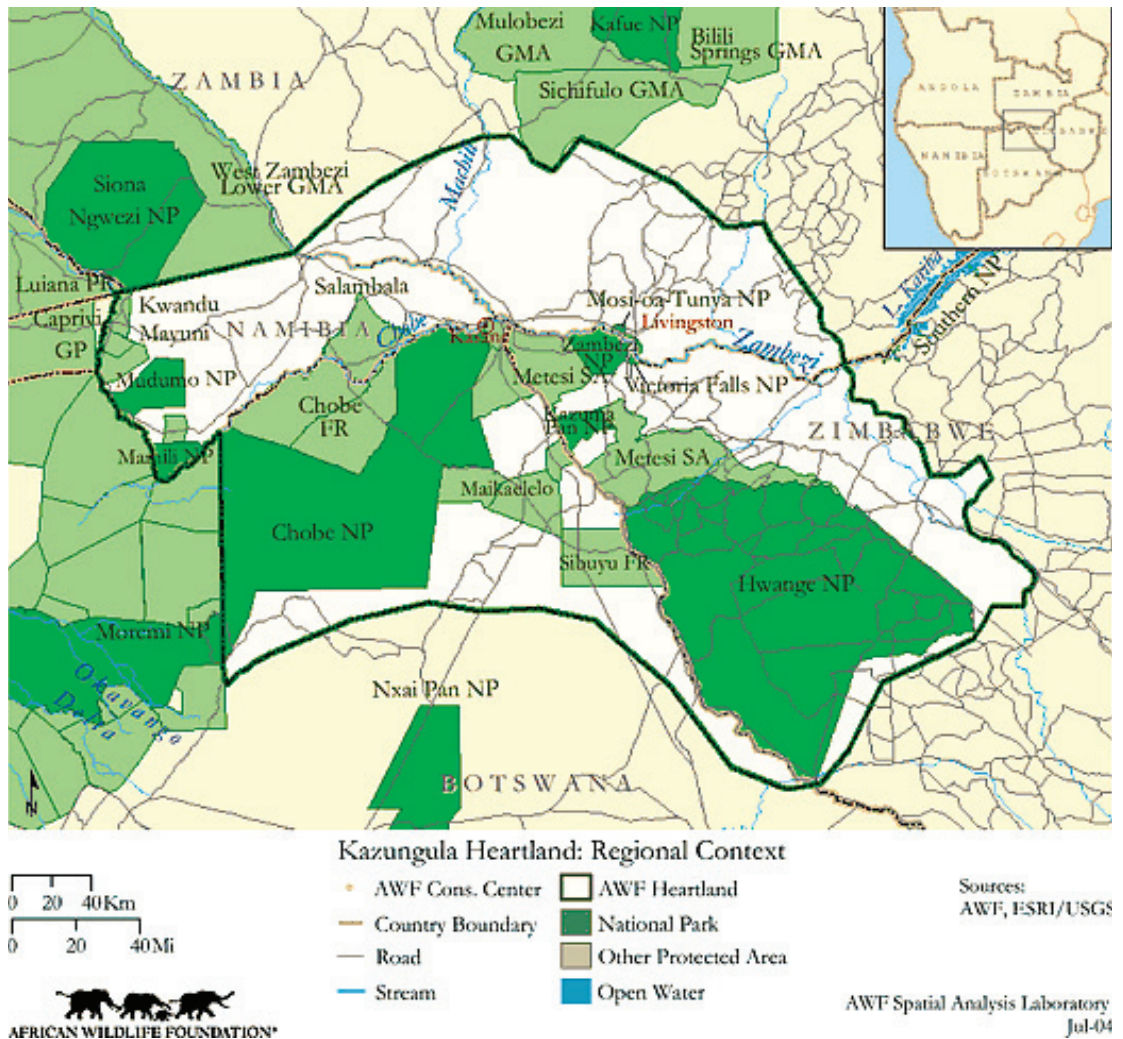 Mulobezi
GMA
Kafue NP
Bilili
Springs GMA
Sichifulo GMA
ZAMBIA
ANGOLA
ZAMBIA
ZIMBABWE
NAMIBIA
BOTSWANA
West Zambezi
Lower GMA
Machili
Siona
Ngwezi NP
Luiana PR
Caprivi
GP
Kwandu
Mayuni
Salambala
NAMIBIA
Chobe
Kasane
Mosi-oa-Tunya NP
Livingston
L. Kariba
Southern NP
Zambezi
Zambezi
NP
Mudumo NP
Metesi SA
Victoria Falls NP
Chobe
FR
Kazuma
Pan NP
ZIMBABWE
Mamili NP
Metesi SA
Maikaelelo
Chobe NP
Sibuyu FR
Hwange NP
Moremi NP
Okavango
Delta
Nxai Pan NP
BOTSWANA
N
Kazungula Heartland: Regional Context
0 20 40 Km
0 20 40 Mi
AWF Cons. Center
Country Boundary
Road
Stream
AWF Heartland
National Park
Other Protected Area
Open Water
Sources:
AWF, ESRI/USGS
AFRICAN WILDLIFE FOUNDATION®
AWF Spatial Analysis Laboratory
Jul-04